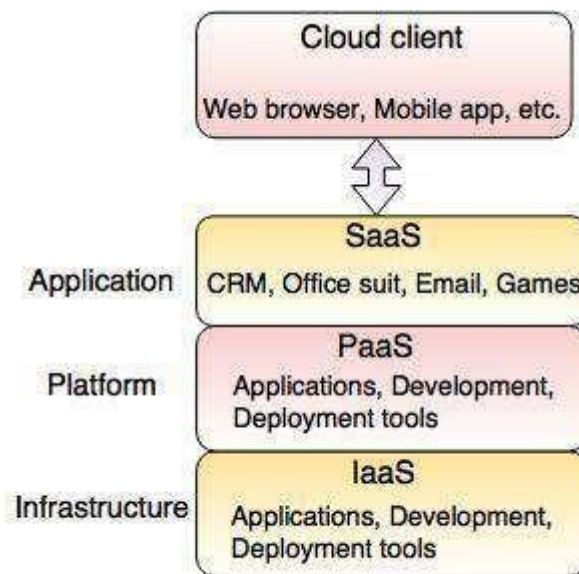 Cloud client
Web browser, Mobile app, etc.
SaaS
Application
CRM, Office suit, Email, Games
PaaS
Platform
Applications, Development,
Deployment tools
IaaS
Infrastructure
Applications, Development,
Deployment tools